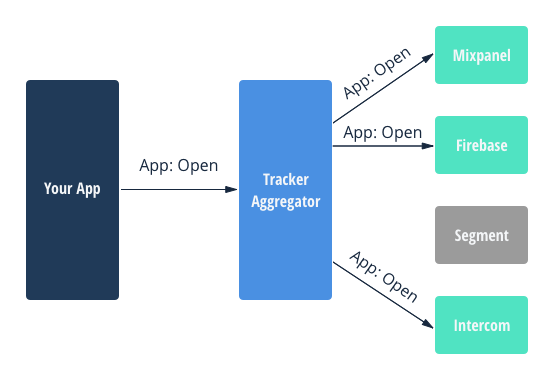 Your App
App: Open
Tracker
Aggregator
App: Open
App: Open
App: Open
Mixpanel
Firebase
Segment
Intercom